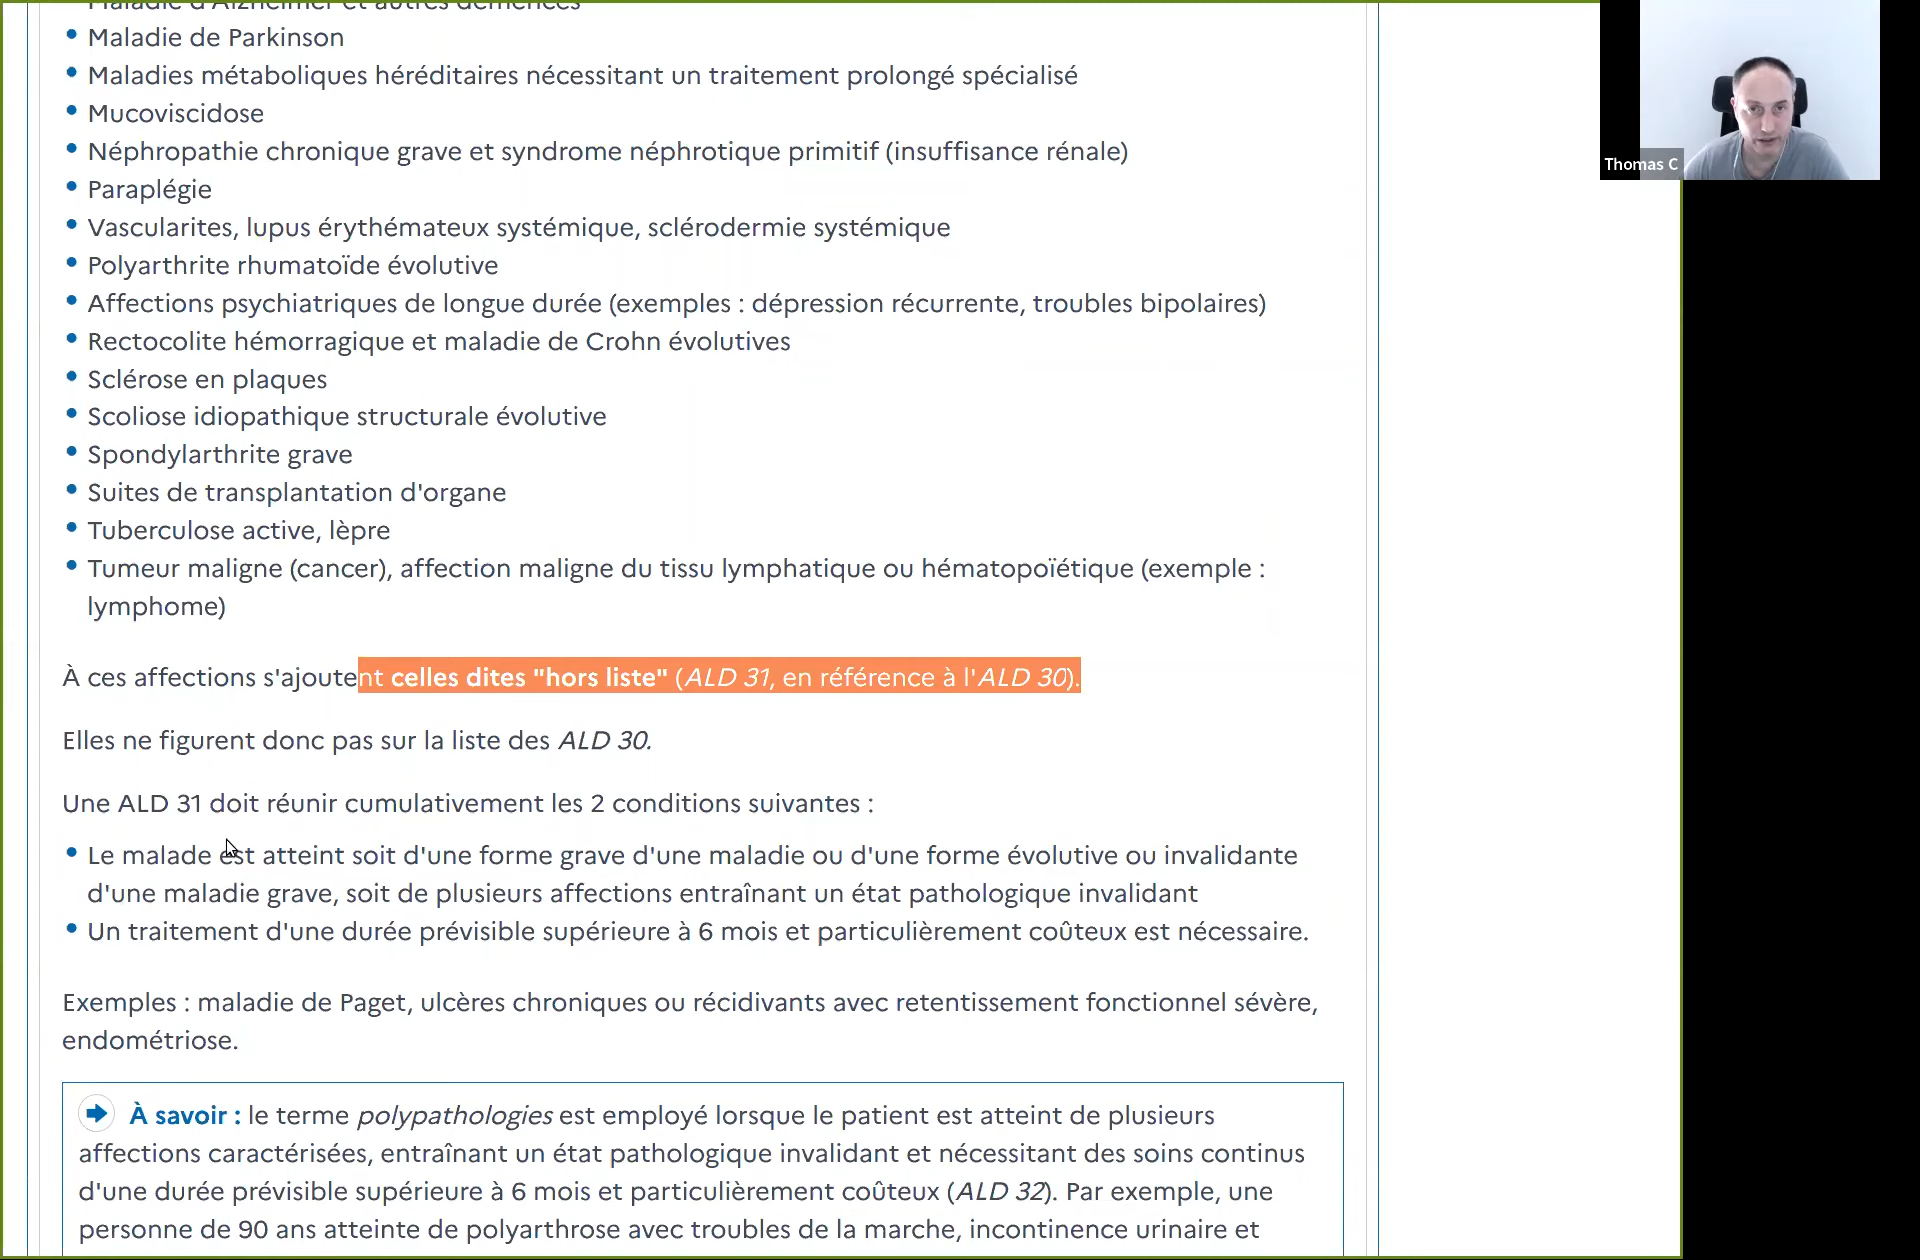 Maladie d'Alzheimer et autres démences
Maladie de Parkinson
Maladies métaboliques héréditaires nécessitant un traitement prolongé spécialisé
Mucoviscidose
Néphropathie chronique grave et syndrome néphrotique primitif (insuffisance rénale)
Paraplégie
Vascularites, lupus érythémateux systémique, sclérodermie systémique
Polyarthrite rhumatoïde évolutive
Affections psychiatriques de longue durée (exemples : dépression récurrente, troubles bipolaires)
Rectocolite hémorragique et maladie de Crohn évolutives
Sclérose en plaques
Scoliose idiopathique structurale évolutive
Spondylarthrite grave
Suites de transplantation d'organe
Tuberculose active, lèpre
Tumeur maligne (cancer), affection maligne du tissu lymphatique ou hématopoïétique (exemple :
lymphome)
À ces affections s'ajoutent celles dites "hors liste" (ALD 31, en référence à l'ALD 30).
Elles ne figurent donc pas sur la liste des ALD 30.
Une ALD 31 doit réunir cumulativement les 2 conditions suivantes :
Le malade est atteint soit d'une forme grave d'une maladie ou d'une forme évolutive ou invalidante
d'une maladie grave, soit de plusieurs affections entraînant un état pathologique invalidant
Un traitement d'une durée prévisible supérieure à 6 mois et particulièrement coûteux est nécessaire.
Exemples : maladie de Paget, ulcères chroniques ou récidivants avec retentissement fonctionnel sévère,
endométriose.
À savoir : le terme polypathologies est employé lorsque le patient est atteint de plusieurs
affections caractérisées, entraînant un état pathologique invalidant et nécessitant des soins continus
d'une durée prévisible supérieure à 6 mois et particulièrement coûteux (ALD 32). Par exemple, une
personne de 90 ans atteinte de polyarthrose avec troubles de la marche, incontinence urinaire et
Thomas C